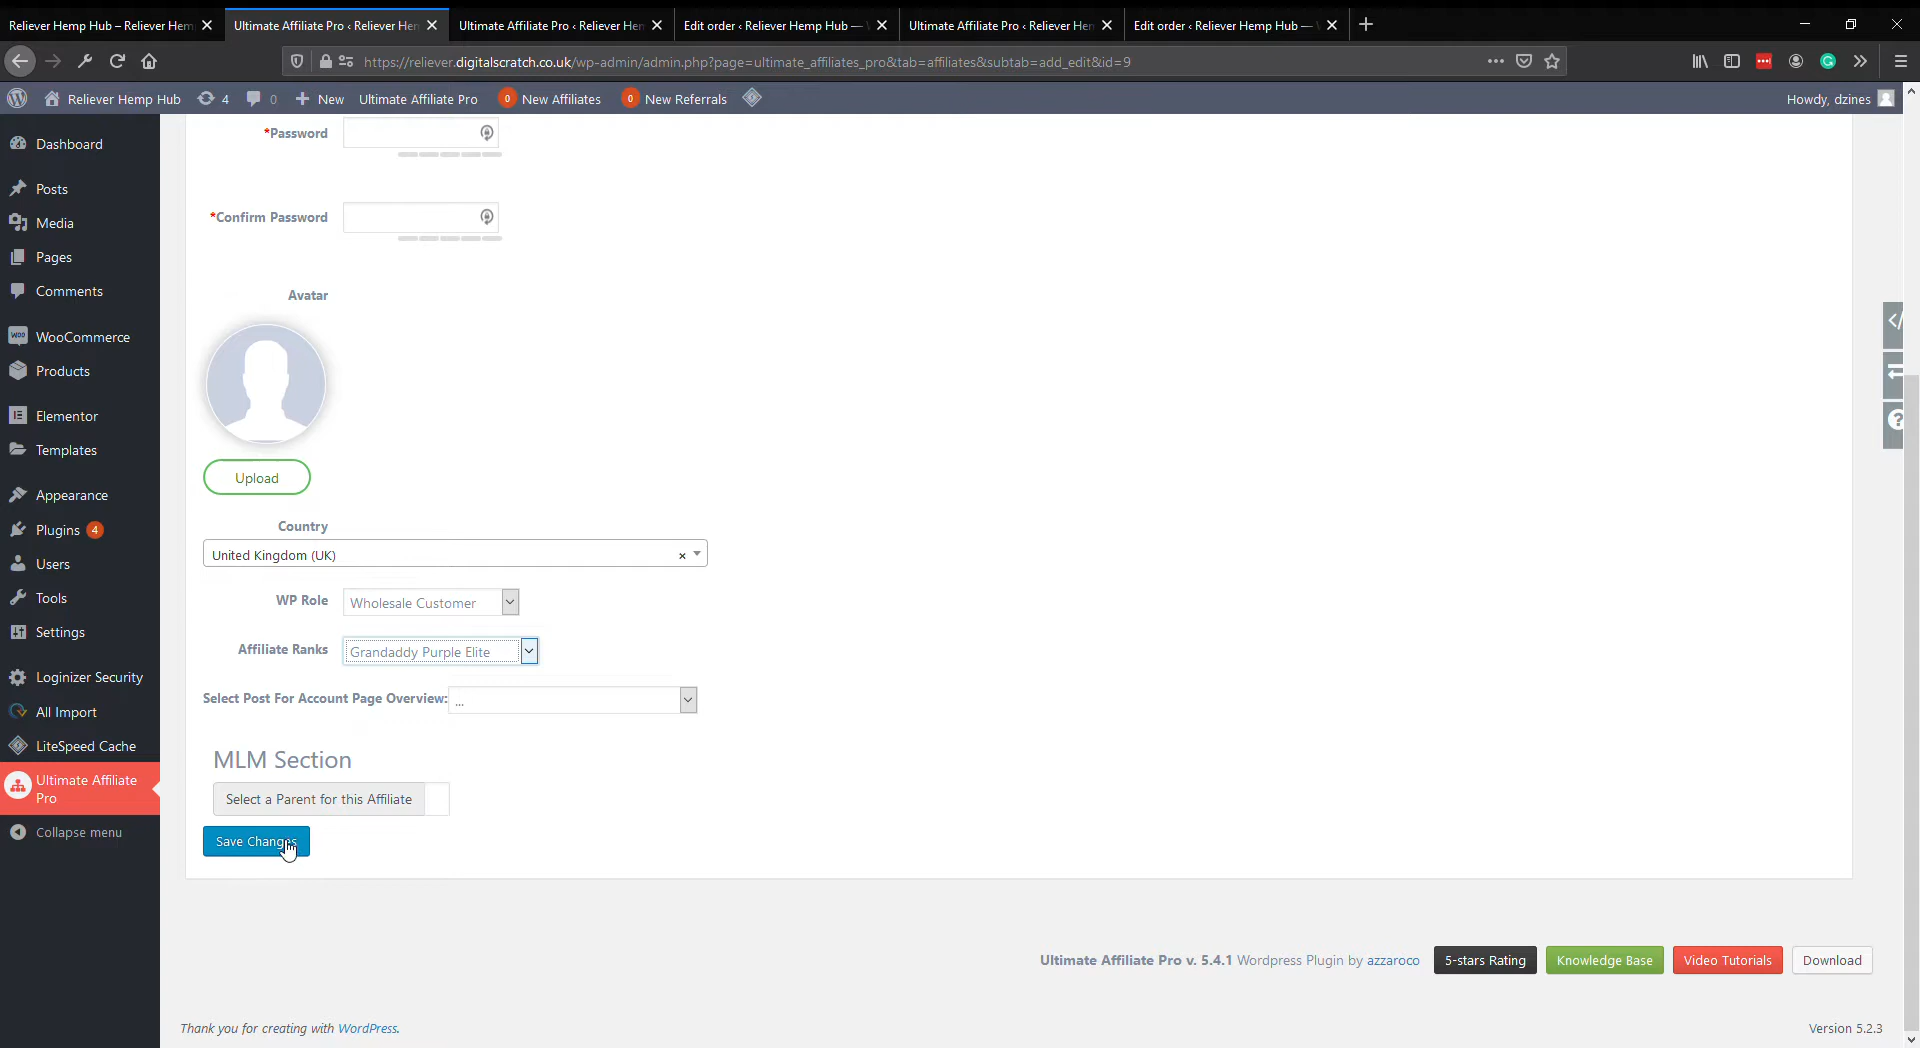 Reliever Hemp Hub – Reliever Hem
Ultimate Affiliate Pro ‹ Reliever Hem
Ultimate Affiliate Pro ‹ Reliever Hem
Edit order ‹ Reliever Hemp Hub —
Ultimate Affiliate Pro ‹ Reliever Hem
Edit order ‹ Reliever Hemp Hub —
https://reliever.digitalscratch.co.uk/wp-admin/admin.php?page=ultimate_affiliates_pro&tab=affiliates&subtab=add_edit&id=9
Reliever Hemp Hub
4
0
New
Ultimate Affiliate Pro
0
New Affiliates
0
New Referrals
Howdy, dzines
Dashboard
Posts
Media
Pages
Comments
WooCommerce
Products
Elementor
Templates
Appearance
Plugins 4
Users
Tools
Settings
Loginizer Security
All Import
LiteSpeed Cache
Ultimate Affiliate
Pro
Collapse menu
*Password
*Confirm Password
Avatar
Upload
Country
United Kingdom (UK)
WP Role
Wholesale Customer
Affiliate Ranks
Grandaddy Purple Elite
Select Post For Account Page Overview:
...
MLM Section
Select a Parent for this Affiliate
Save Changes
Ultimate Affiliate Pro v. 5.4.1 Wordpress Plugin by azzaroco
5-stars Rating
Knowledge Base
Video Tutorials
Download
Thank you for creating with WordPress.
Version 5.2.3